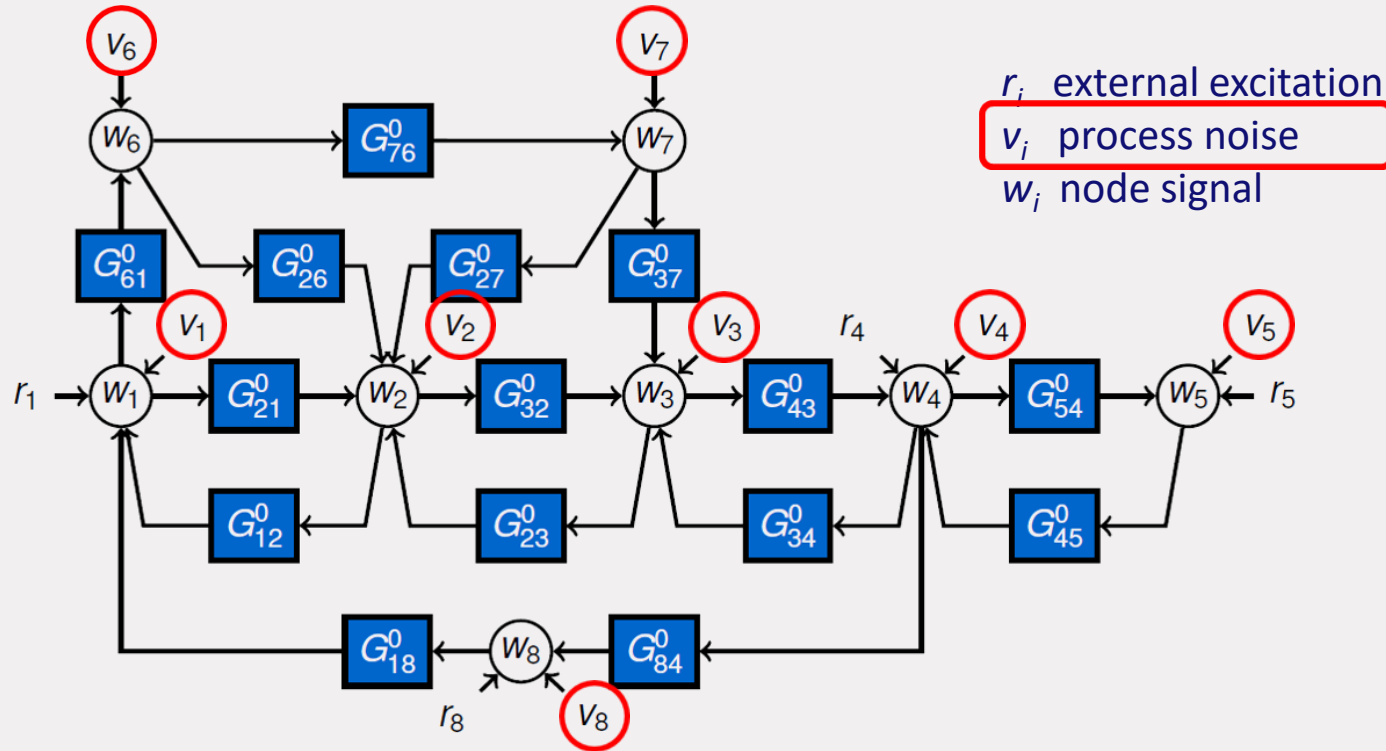 v₆ v₇
rᵢ external excitation
vᵢ process noise
wᵢ node signal
w₆ G⁰₇₆ w₇
G⁰₆₁ G⁰₂₆ G⁰₂₇ G⁰₃₇
v₁ v₂ v₃ r₄ v₄ v₅
r₁ w₁ G⁰₂₁ w₂ G⁰₃₂ w₃ G⁰₄₃ w₄ G⁰₅₄ w₅ r₅
G⁰₁₂ G⁰₂₃ G⁰₃₄ G⁰₄₅
G⁰₁₈ w₈ G⁰₈₄
r₈ v₈